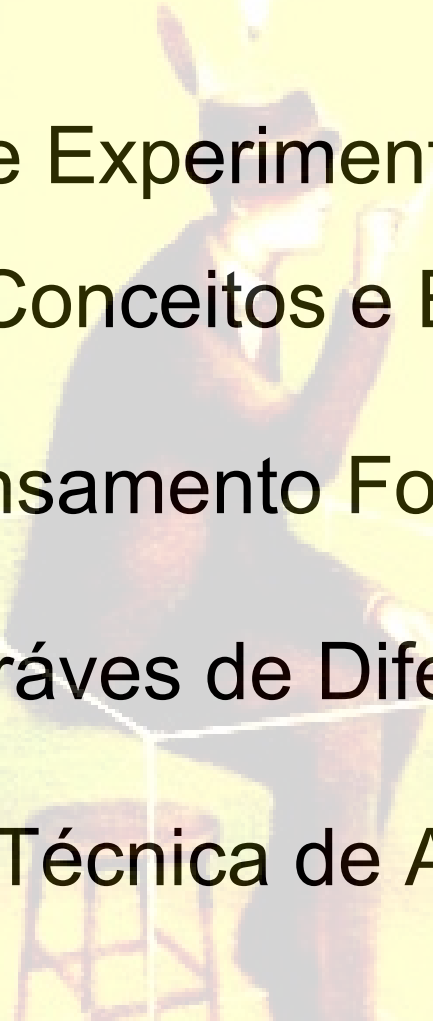 e Experiment
Conceitos e E
nsamento Fo
ráves de Dife
Técnica de A